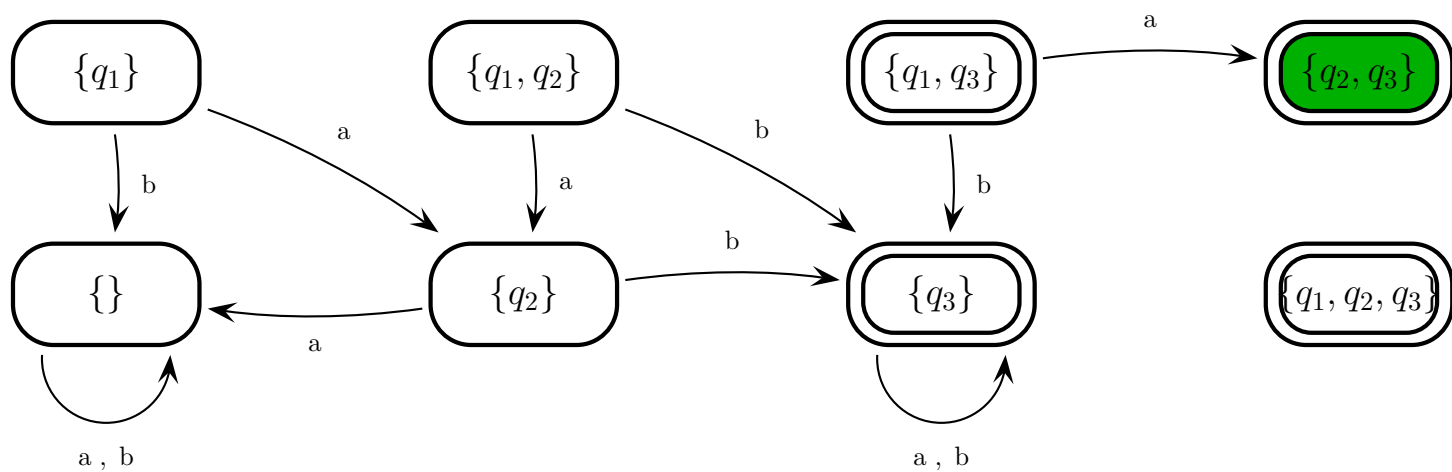 a
{q₁} {q₁, q₂} {q₁, q₃} {q₂, q₃}
a b
b a b
b
{} {q₂} {q₃} {q₁, q₂, q₃}
a
a , b a , b